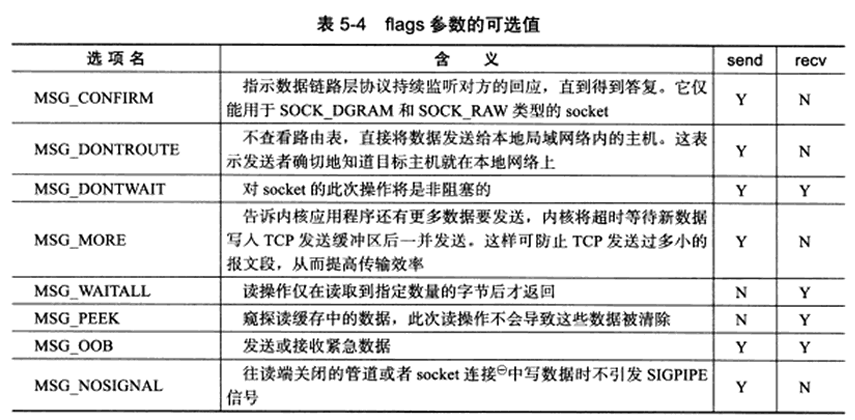 表 5-4 flags 参数的可选值
选项名 含义 send recv
MSG_CONFIRM 指示数据链路层协议持续监听对方的回应，直到得到答复。它仅 Y N
能用于 SOCK_DGRAM 和 SOCK_RAW 类型的 socket
MSG_DONTROUTE 不查看路由表，直接将数据发送给本地局域网络内的主机。这表 Y N
示发送者确切地知道目标主机就在本地网络上
MSG_DONTWAIT 对 socket 的此次操作将是非阻塞的 Y Y
告诉内核应用程序还有更多数据要发送，内核将超时等待新数据
MSG_MORE 写入 TCP 发送缓冲区后一并发送。这样可防止 TCP 发送过多小的 Y N
报文段，从而提高传输效率
MSG_WAITALL 读操作仅在读取到指定数量的字节后才返回 N Y
MSG_PEEK 窥探读缓存中的数据，此次读操作不会导致这些数据被清除 N Y
MSG_OOB 发送或接收紧急数据 Y Y
MSG_NOSIGNAL 往读端关闭的管道或者 socket 连接㊀中写数据时不引发 SIGPIPE Y N
信号